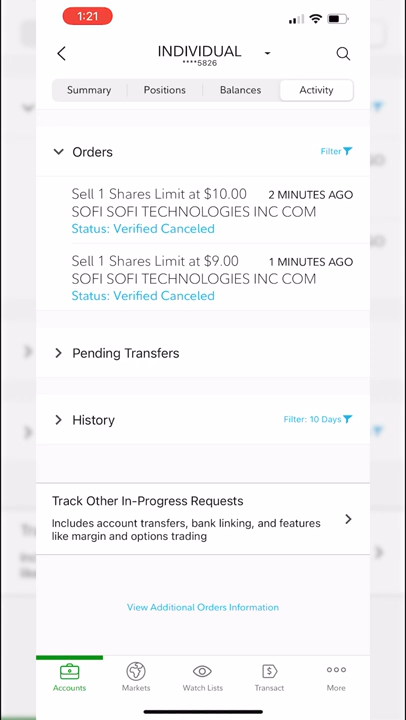 1:21
INDIVIDUAL
****5826
Summary
Positions
Balances
Activity
Orders
Filter
Sell 1 Shares Limit at $10.00
2 MINUTES AGO
SOFI SOFI TECHNOLOGIES INC COM
Status: Verified Canceled
Sell 1 Shares Limit at $9.00
1 MINUTES AGO
SOFI SOFI TECHNOLOGIES INC COM
Status: Verified Canceled
Pending Transfers
History
Filter: 10 Days
Track Other In-Progress Requests
Includes account transfers, bank linking, and features
like margin and options trading
View Additional Orders Information
Accounts
Markets
Watch Lists
Transact
More